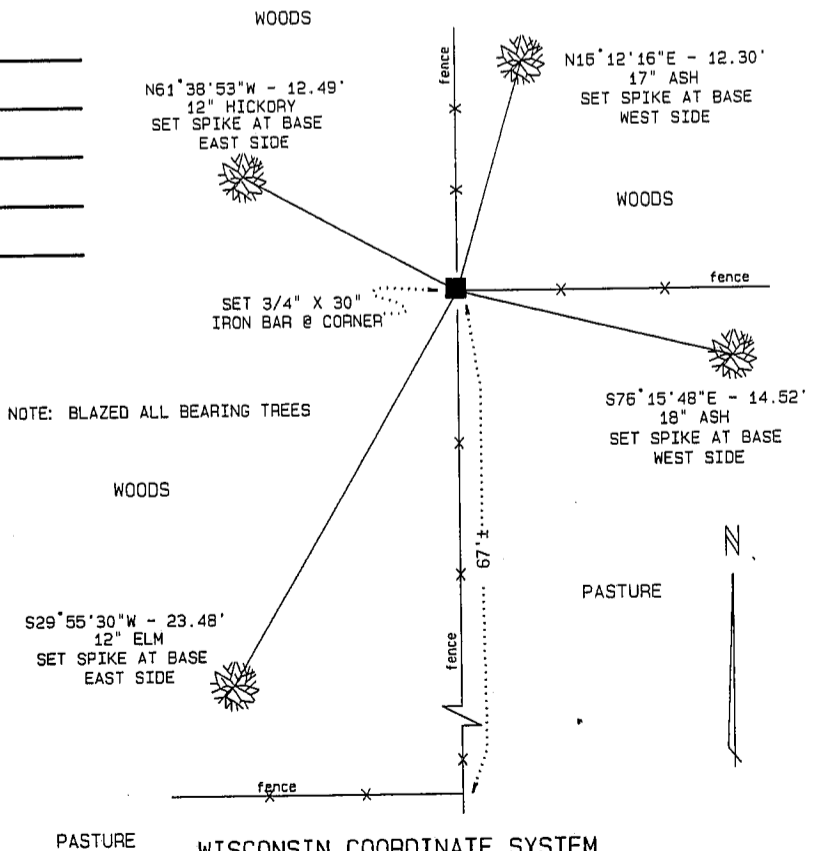 WOODS
fence
N61°38'53"W - 12.49'
12" HICKORY
SET SPIKE AT BASE
EAST SIDE
N15°12'16"E - 12.30'
17" ASH
SET SPIKE AT BASE
WEST SIDE
WOODS
fence
SET 3/4" X 30"
IRON BAR @ CORNER
S76°15'48"E - 14.52'
18" ASH
SET SPIKE AT BASE
WEST SIDE
NOTE: BLAZED ALL BEARING TREES
WOODS
67'±
N
PASTURE
S29°55'30"W - 23.48'
12" ELM
SET SPIKE AT BASE
EAST SIDE
fence
fence
PASTURE
WISCONSIN COORDINATE SYSTEM